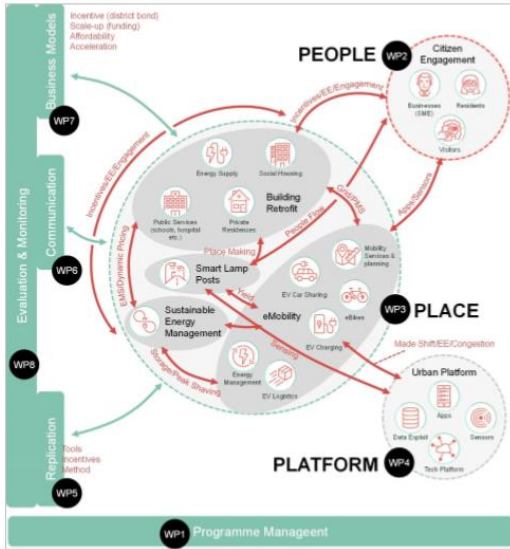 Business Models
WP7
Incentive (district bond)
Scale-up (funding)
Affordability
Acceleration
Evaluation & Monitoring
WP8
Communication
WP6
Replication
WP5
Tools
Incentives
Method
PEOPLE
WP2
Citizen
Engagement
Businesses
(SME)
Residents
Visitors
Incentives/EE/Engagement
Incentives/EE/Engagement
Energy Supply
Social Housing
Building
Retrofit
Public Services
(schools, hospital
etc.)
Private
Residences
Grid/PMS
People Flow
Apps/Sensors
Place Making
EMS/Dynamic Pricing
Smart Lamp
Posts
Yield
Mobility
Services &
planning
EV Car Sharing
eBikes
eMobility
EV Charging
WP3
PLACE
Sustainable
Energy
Management
Sensing
Storage/Peak Shaving
Energy
Management
EV Logistics
Made Shift/EE/Congestion
Urban Platform
Apps
Data Exploit
Sensors
Tech Platform
PLATFORM
WP4
WP1
Programme Manageement